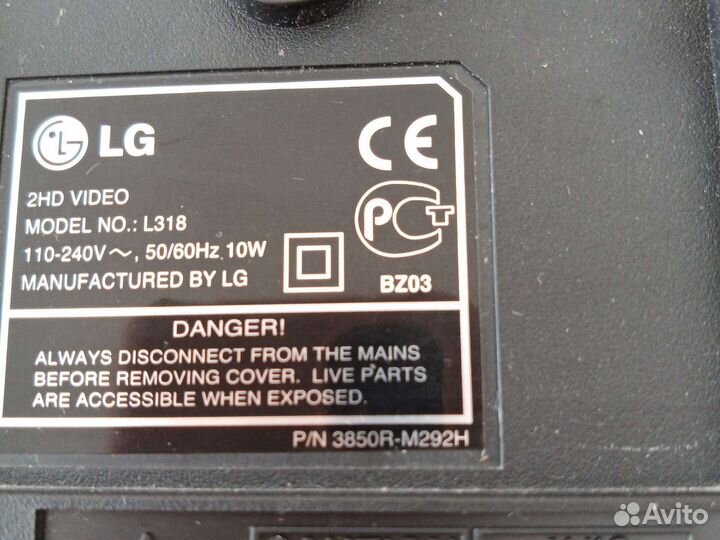 LG
CE
2HD VIDEO
MODEL NO.: L318
110-240V～, 50/60Hz 10W
MANUFACTURED BY LG
РСТ
BZ03
DANGER!
ALWAYS DISCONNECT FROM THE MAINS
BEFORE REMOVING COVER. LIVE PARTS
ARE ACCESSIBLE WHEN EXPOSED.
P/N 3850R-M292H
Avito